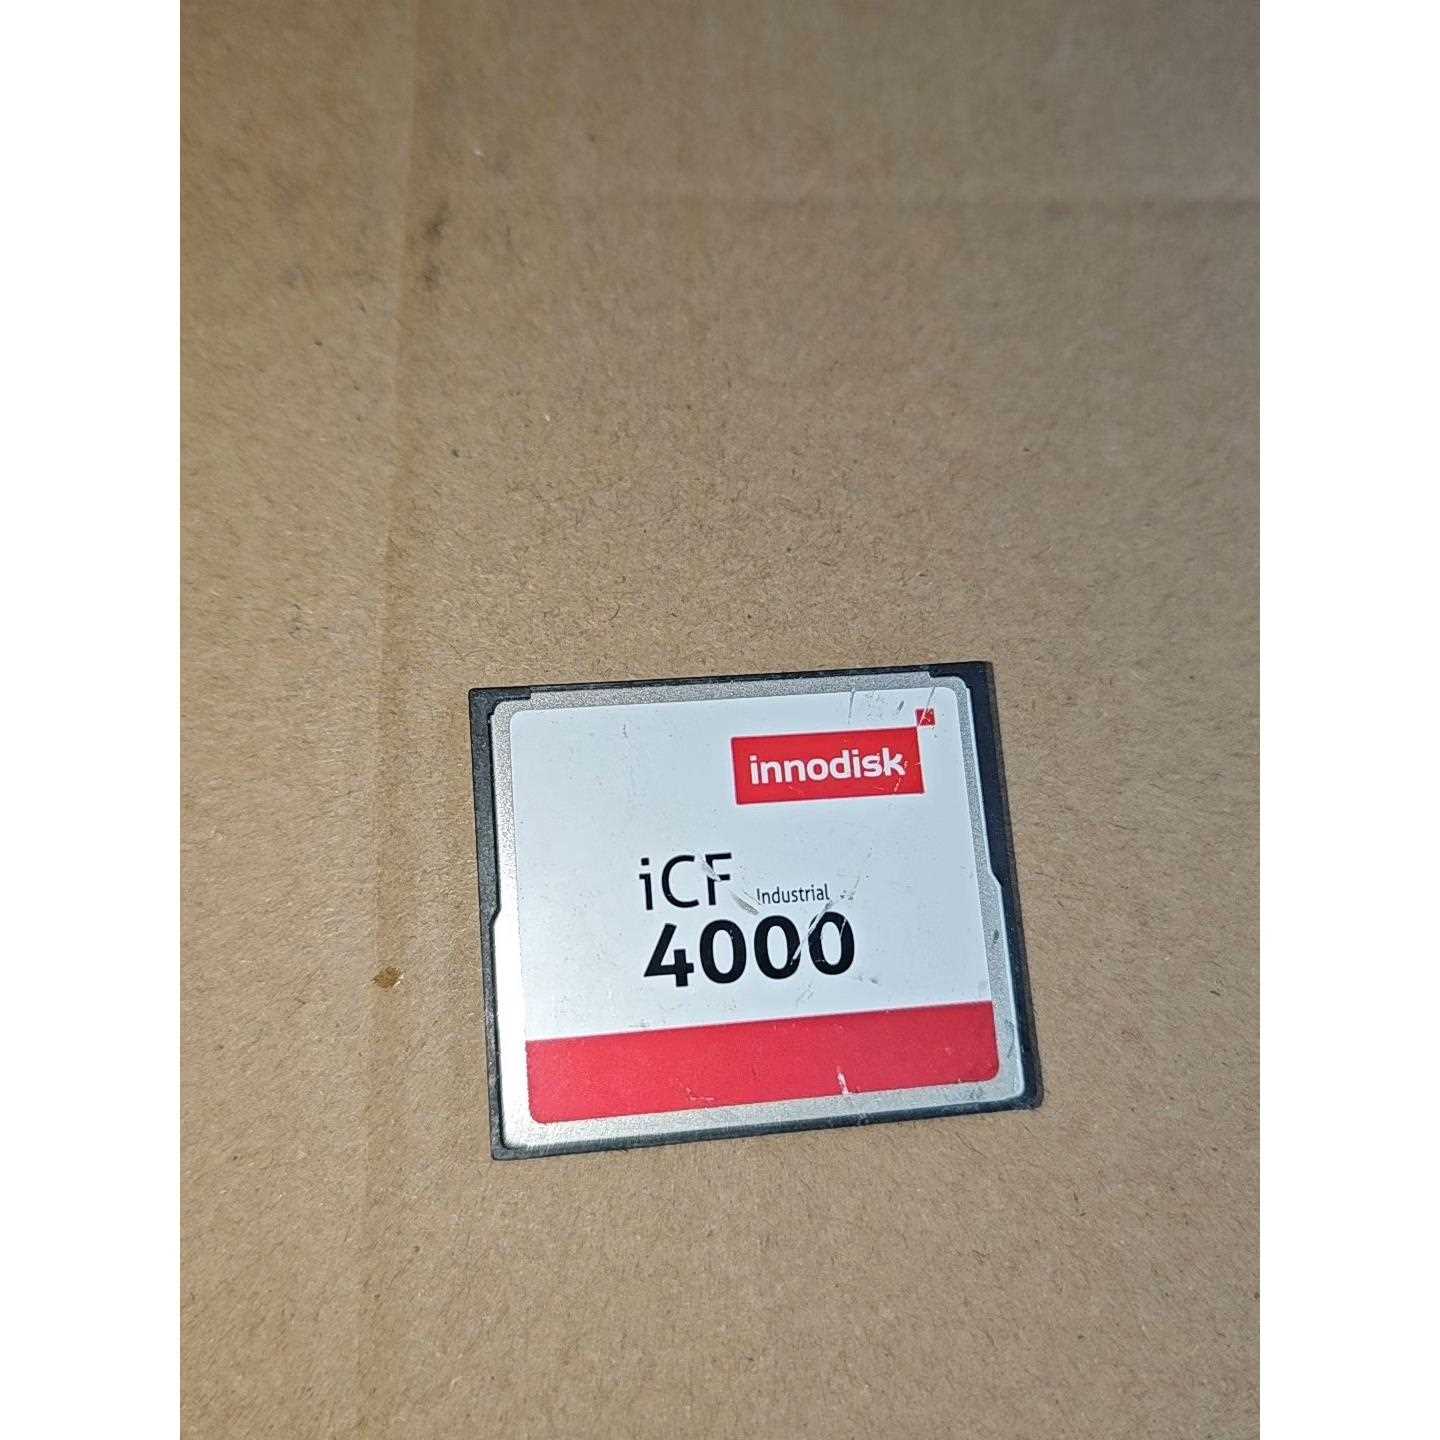 innodisk
iCF Industrial
4000